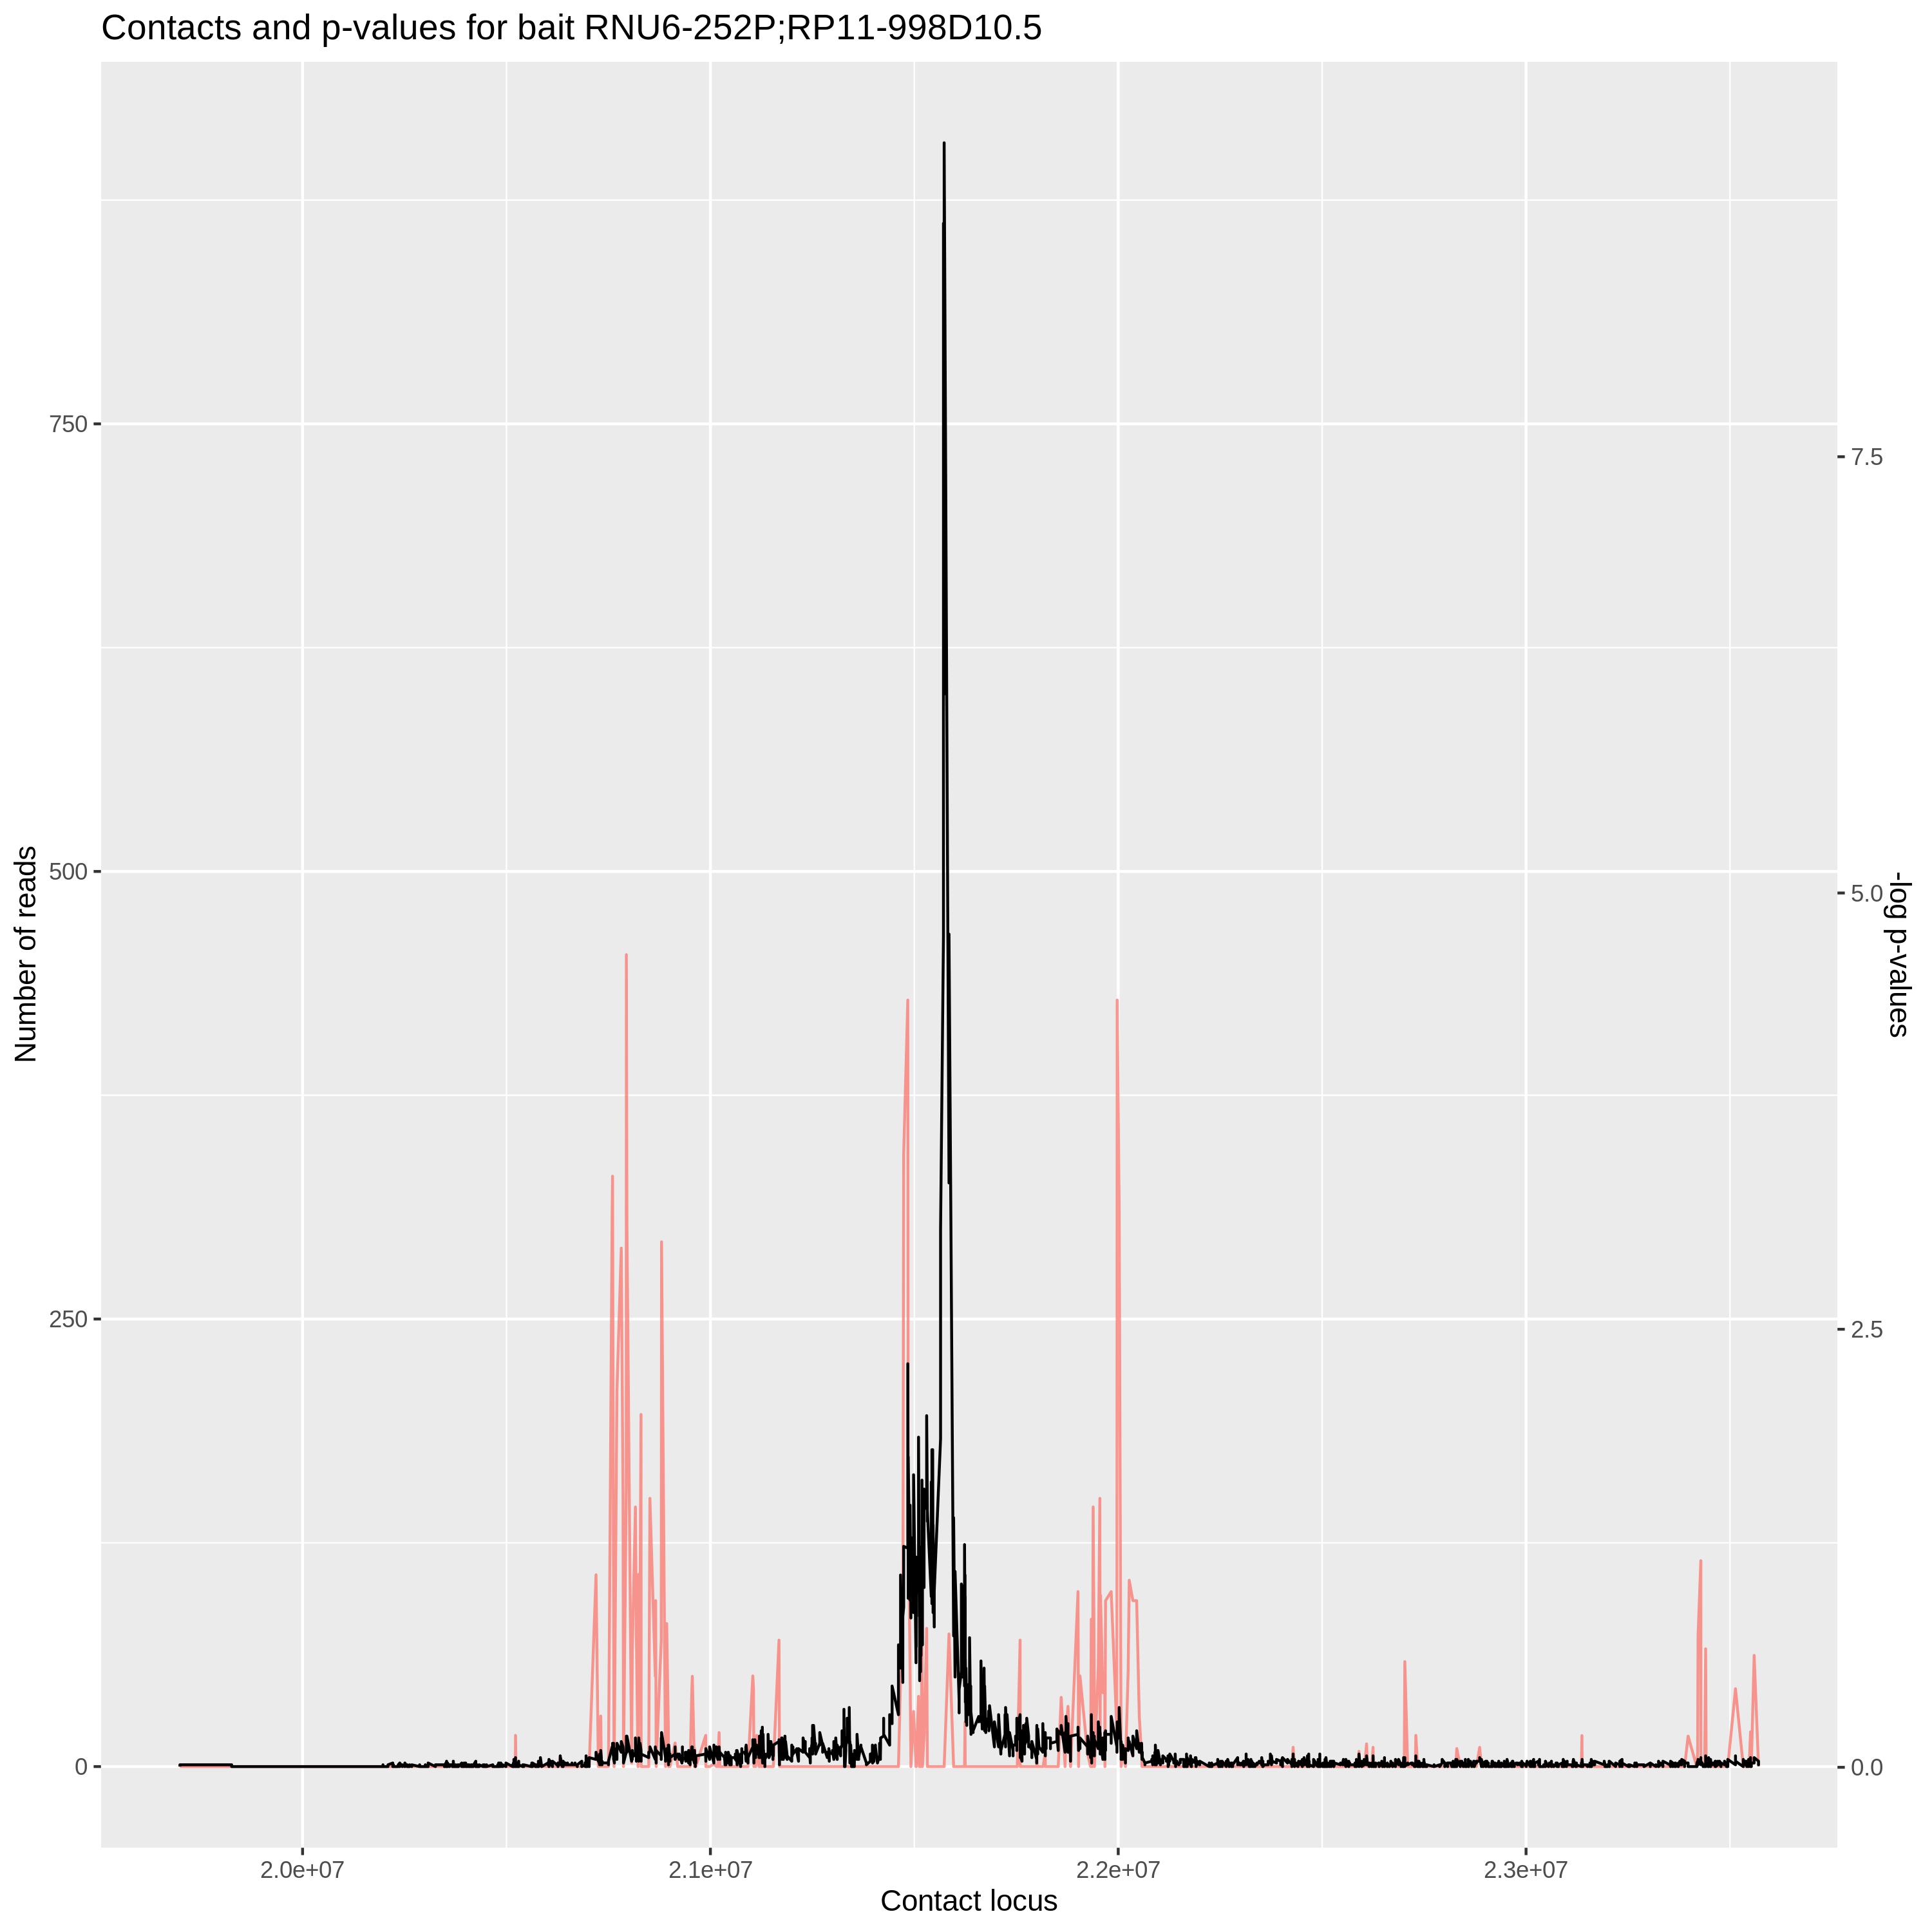 Contacts and p-values for bait RNU6-252P;RP11-998D10.5
750
500
250
0
Number of reads
7.5
5.0
2.5
0.0
-log p-values
2.0e+07
2.1e+07
2.2e+07
2.3e+07
Contact locus